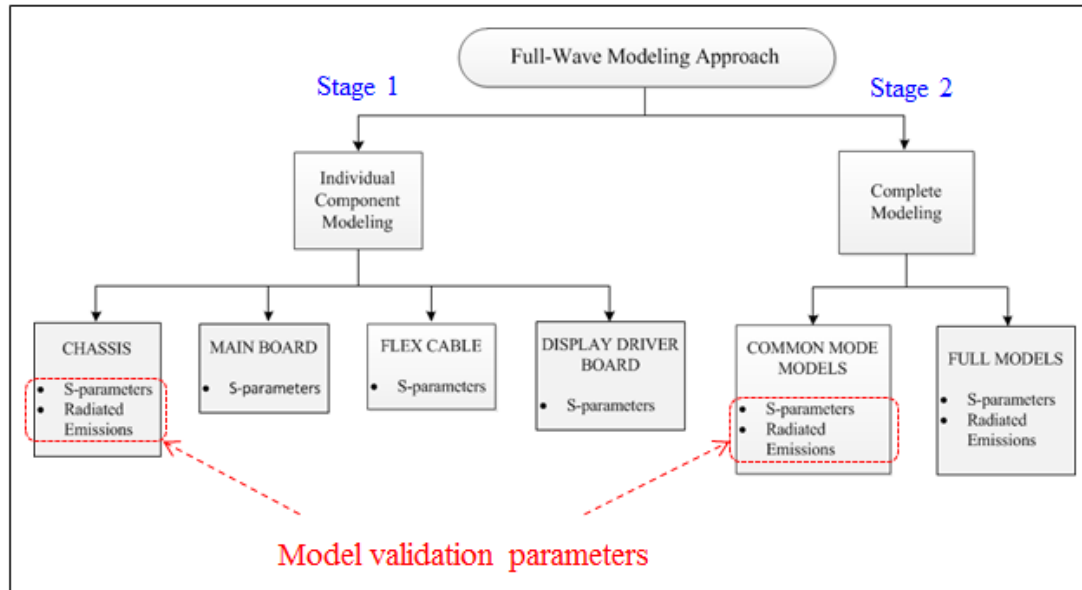 Full-Wave Modeling Approach
Stage 1
Stage 2
Individual
Component
Modeling
Complete
Modeling
CHASSIS
• S-parameters
• Radiated
Emissions
MAIN BOARD
• S-parameters
FLEX CABLE
• S-parameters
DISPLAY DRIVER
BOARD
• S-parameters
COMMON MODE
MODELS
• S-parameters
• Radiated
Emissions
FULL MODELS
• S-parameters
• Radiated
Emissions
Model validation parameters